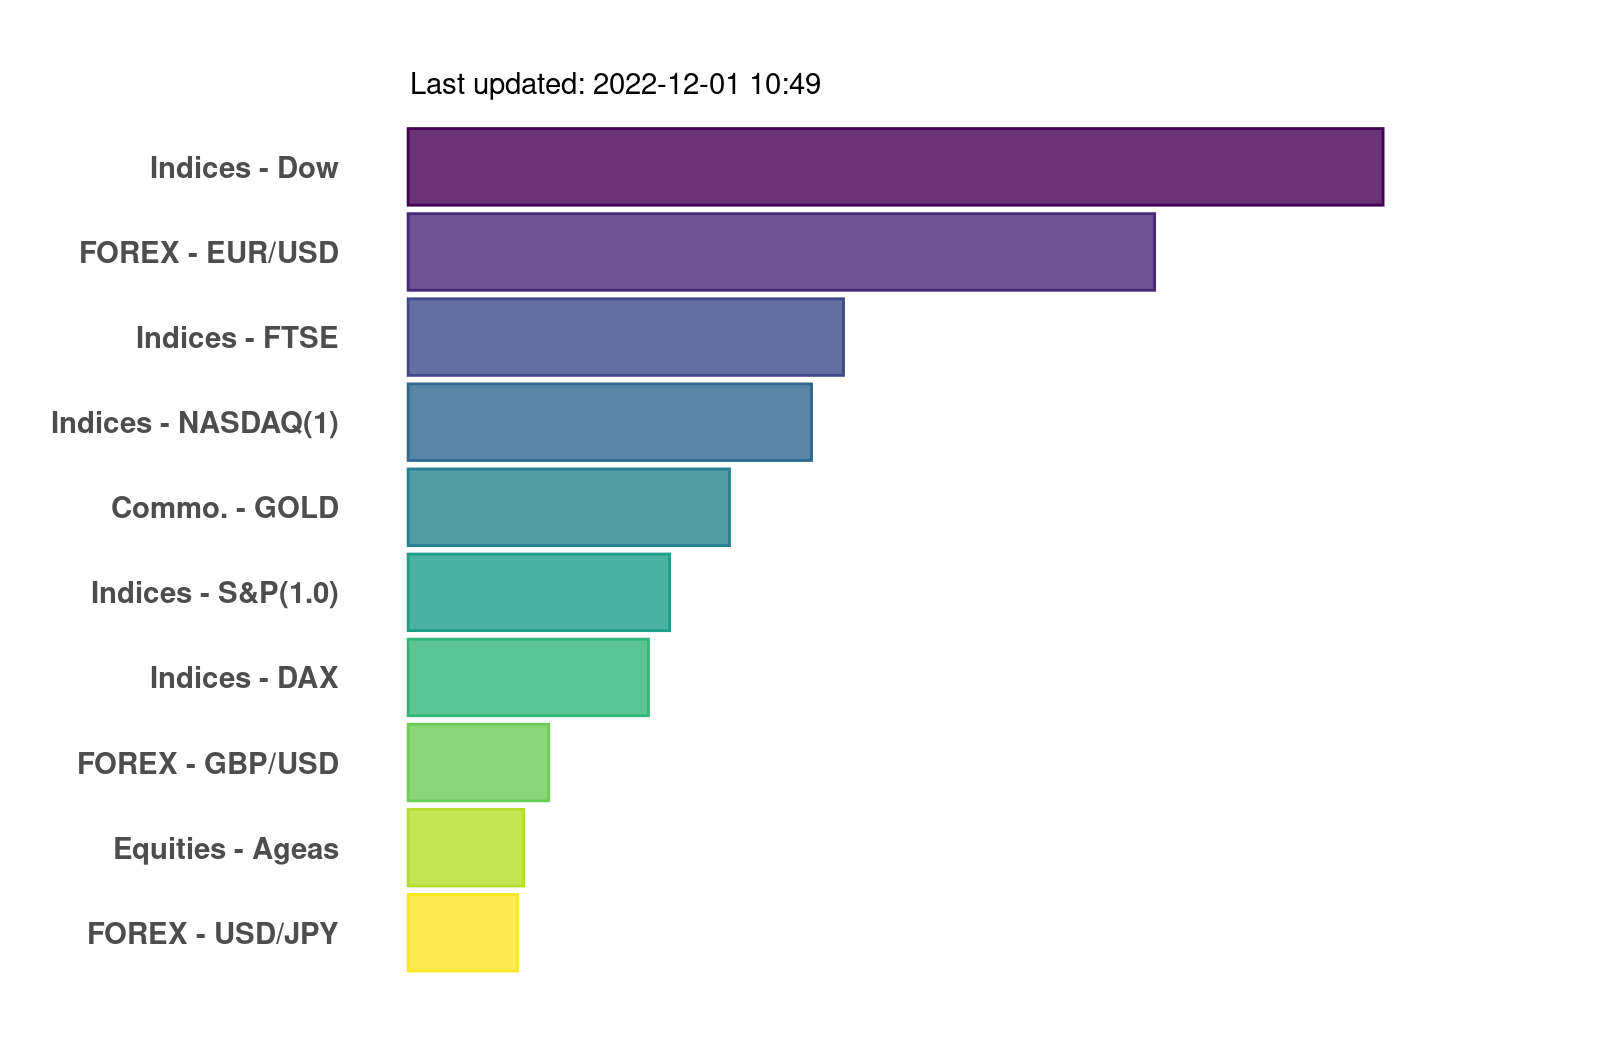 Last updated: 2022-12-01 10:49
Indices - Dow
FOREX - EUR/USD
Indices - FTSE
Indices - NASDAQ(1)
Commo. - GOLD
Indices - S&P(1.0)
Indices - DAX
FOREX - GBP/USD
Equities - Ageas
FOREX - USD/JPY